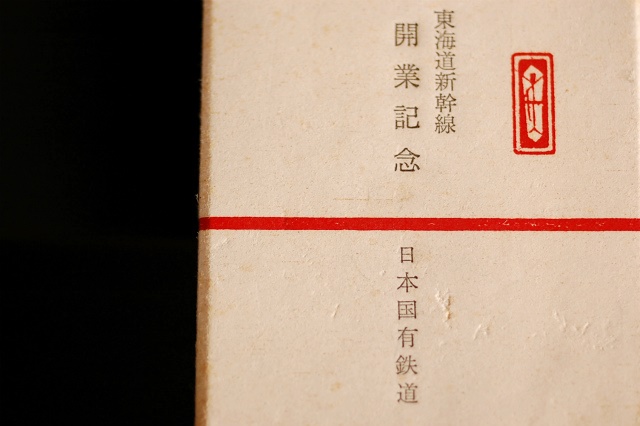 東海道新幹線
開業記念
日本国有鉄道